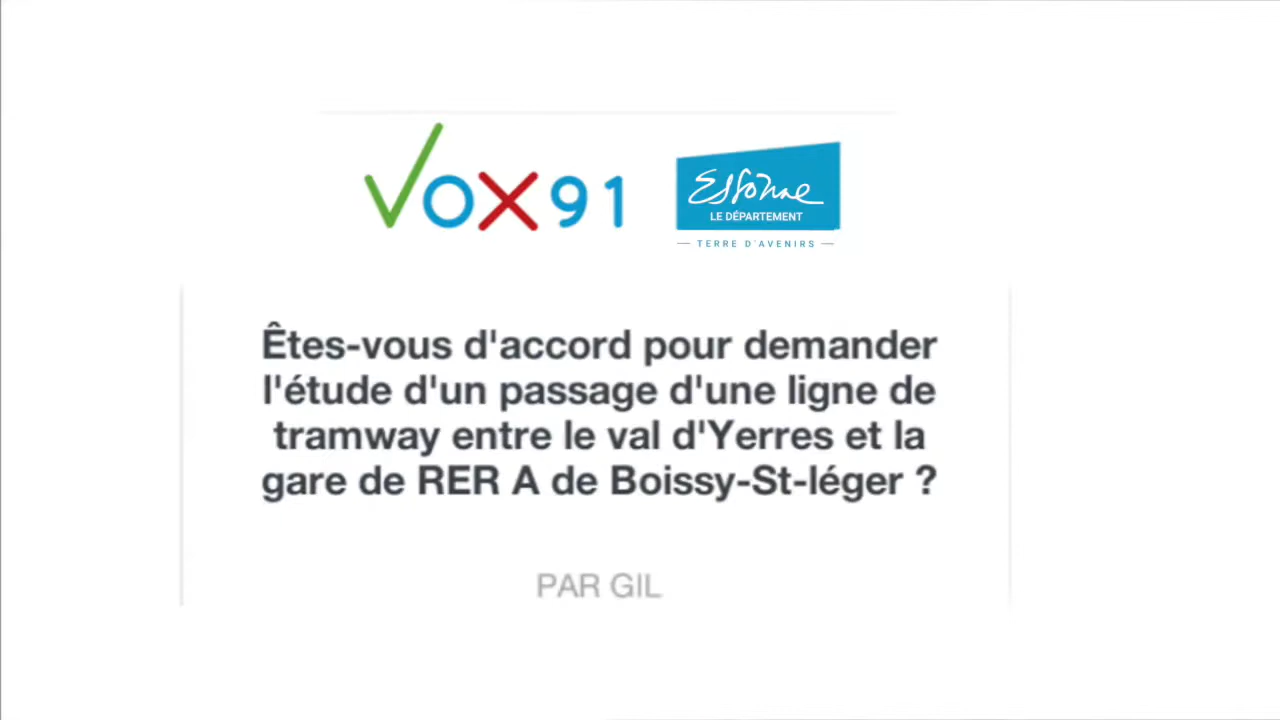 VOX91
Essonne
LE DÉPARTEMENT
TERRE D'AVENIRS
Êtes-vous d'accord pour demander
l'étude d'un passage d'une ligne de
tramway entre le val d'Yerres et la
gare de RER A de Boissy-St-léger ?
PAR GIL